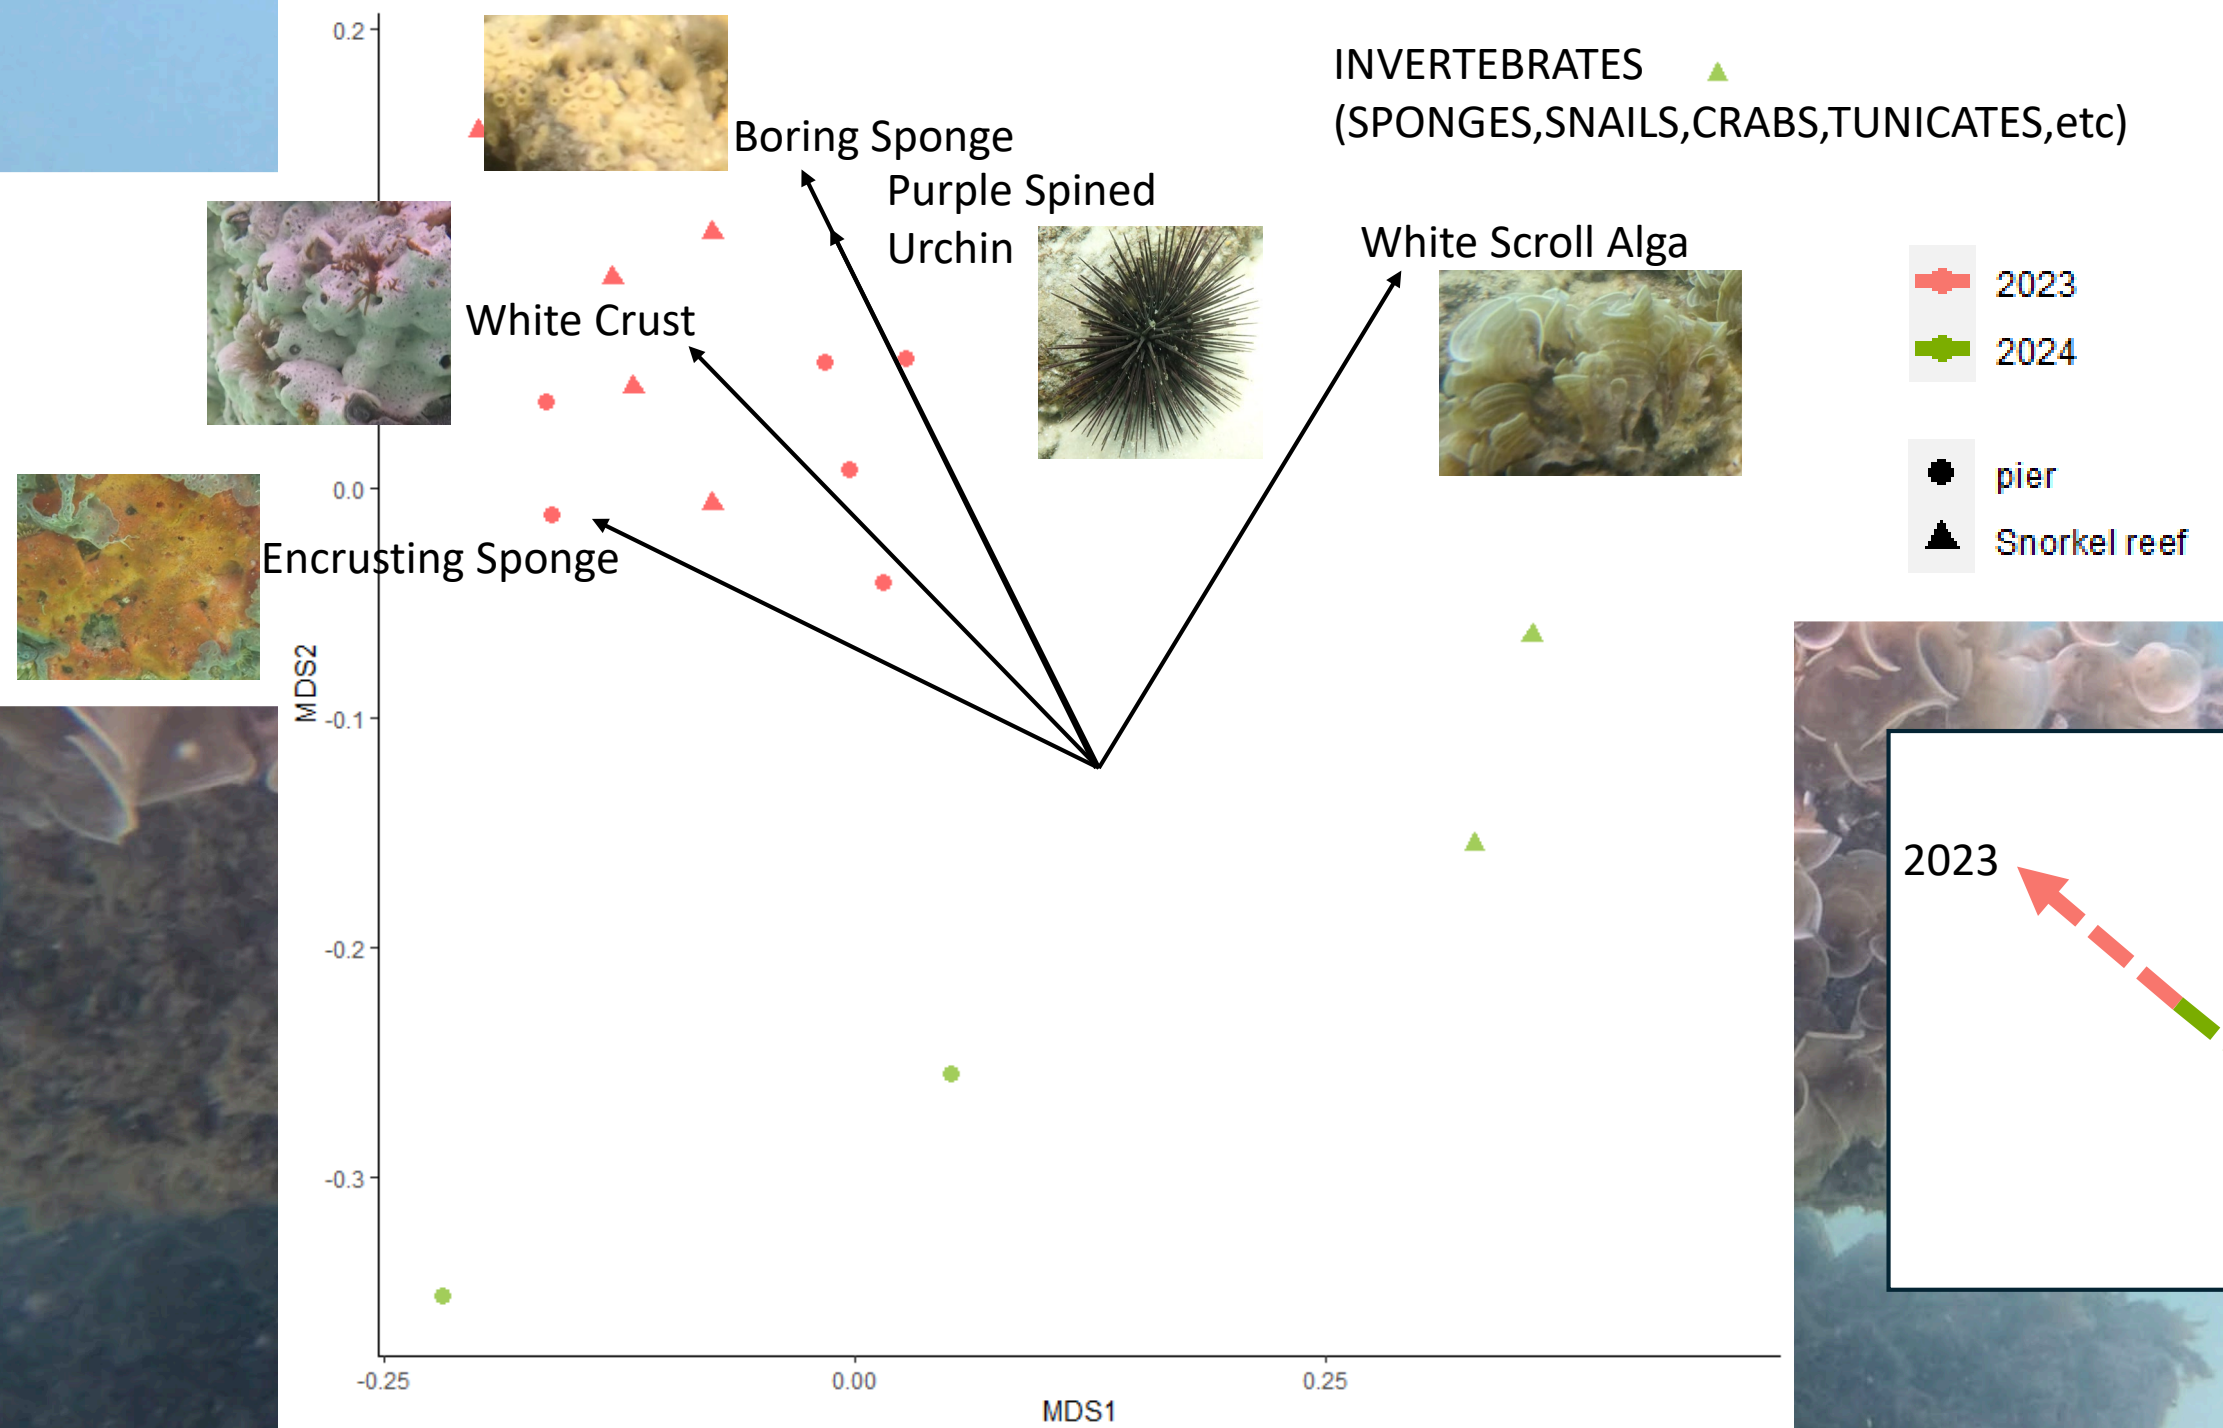 0.2
INVERTEBRATES
(SPONGES,SNAILS,CRABS,TUNICATES,etc)
Boring Sponge
Purple Spined
Urchin
White Scroll Alga
2023
2024
White Crust
0.0
pier
Snorkel reef
Encrusting Sponge
MDS2
-0.1
2023
-0.2
-0.3
-0.25
0.00
0.25
MDS1